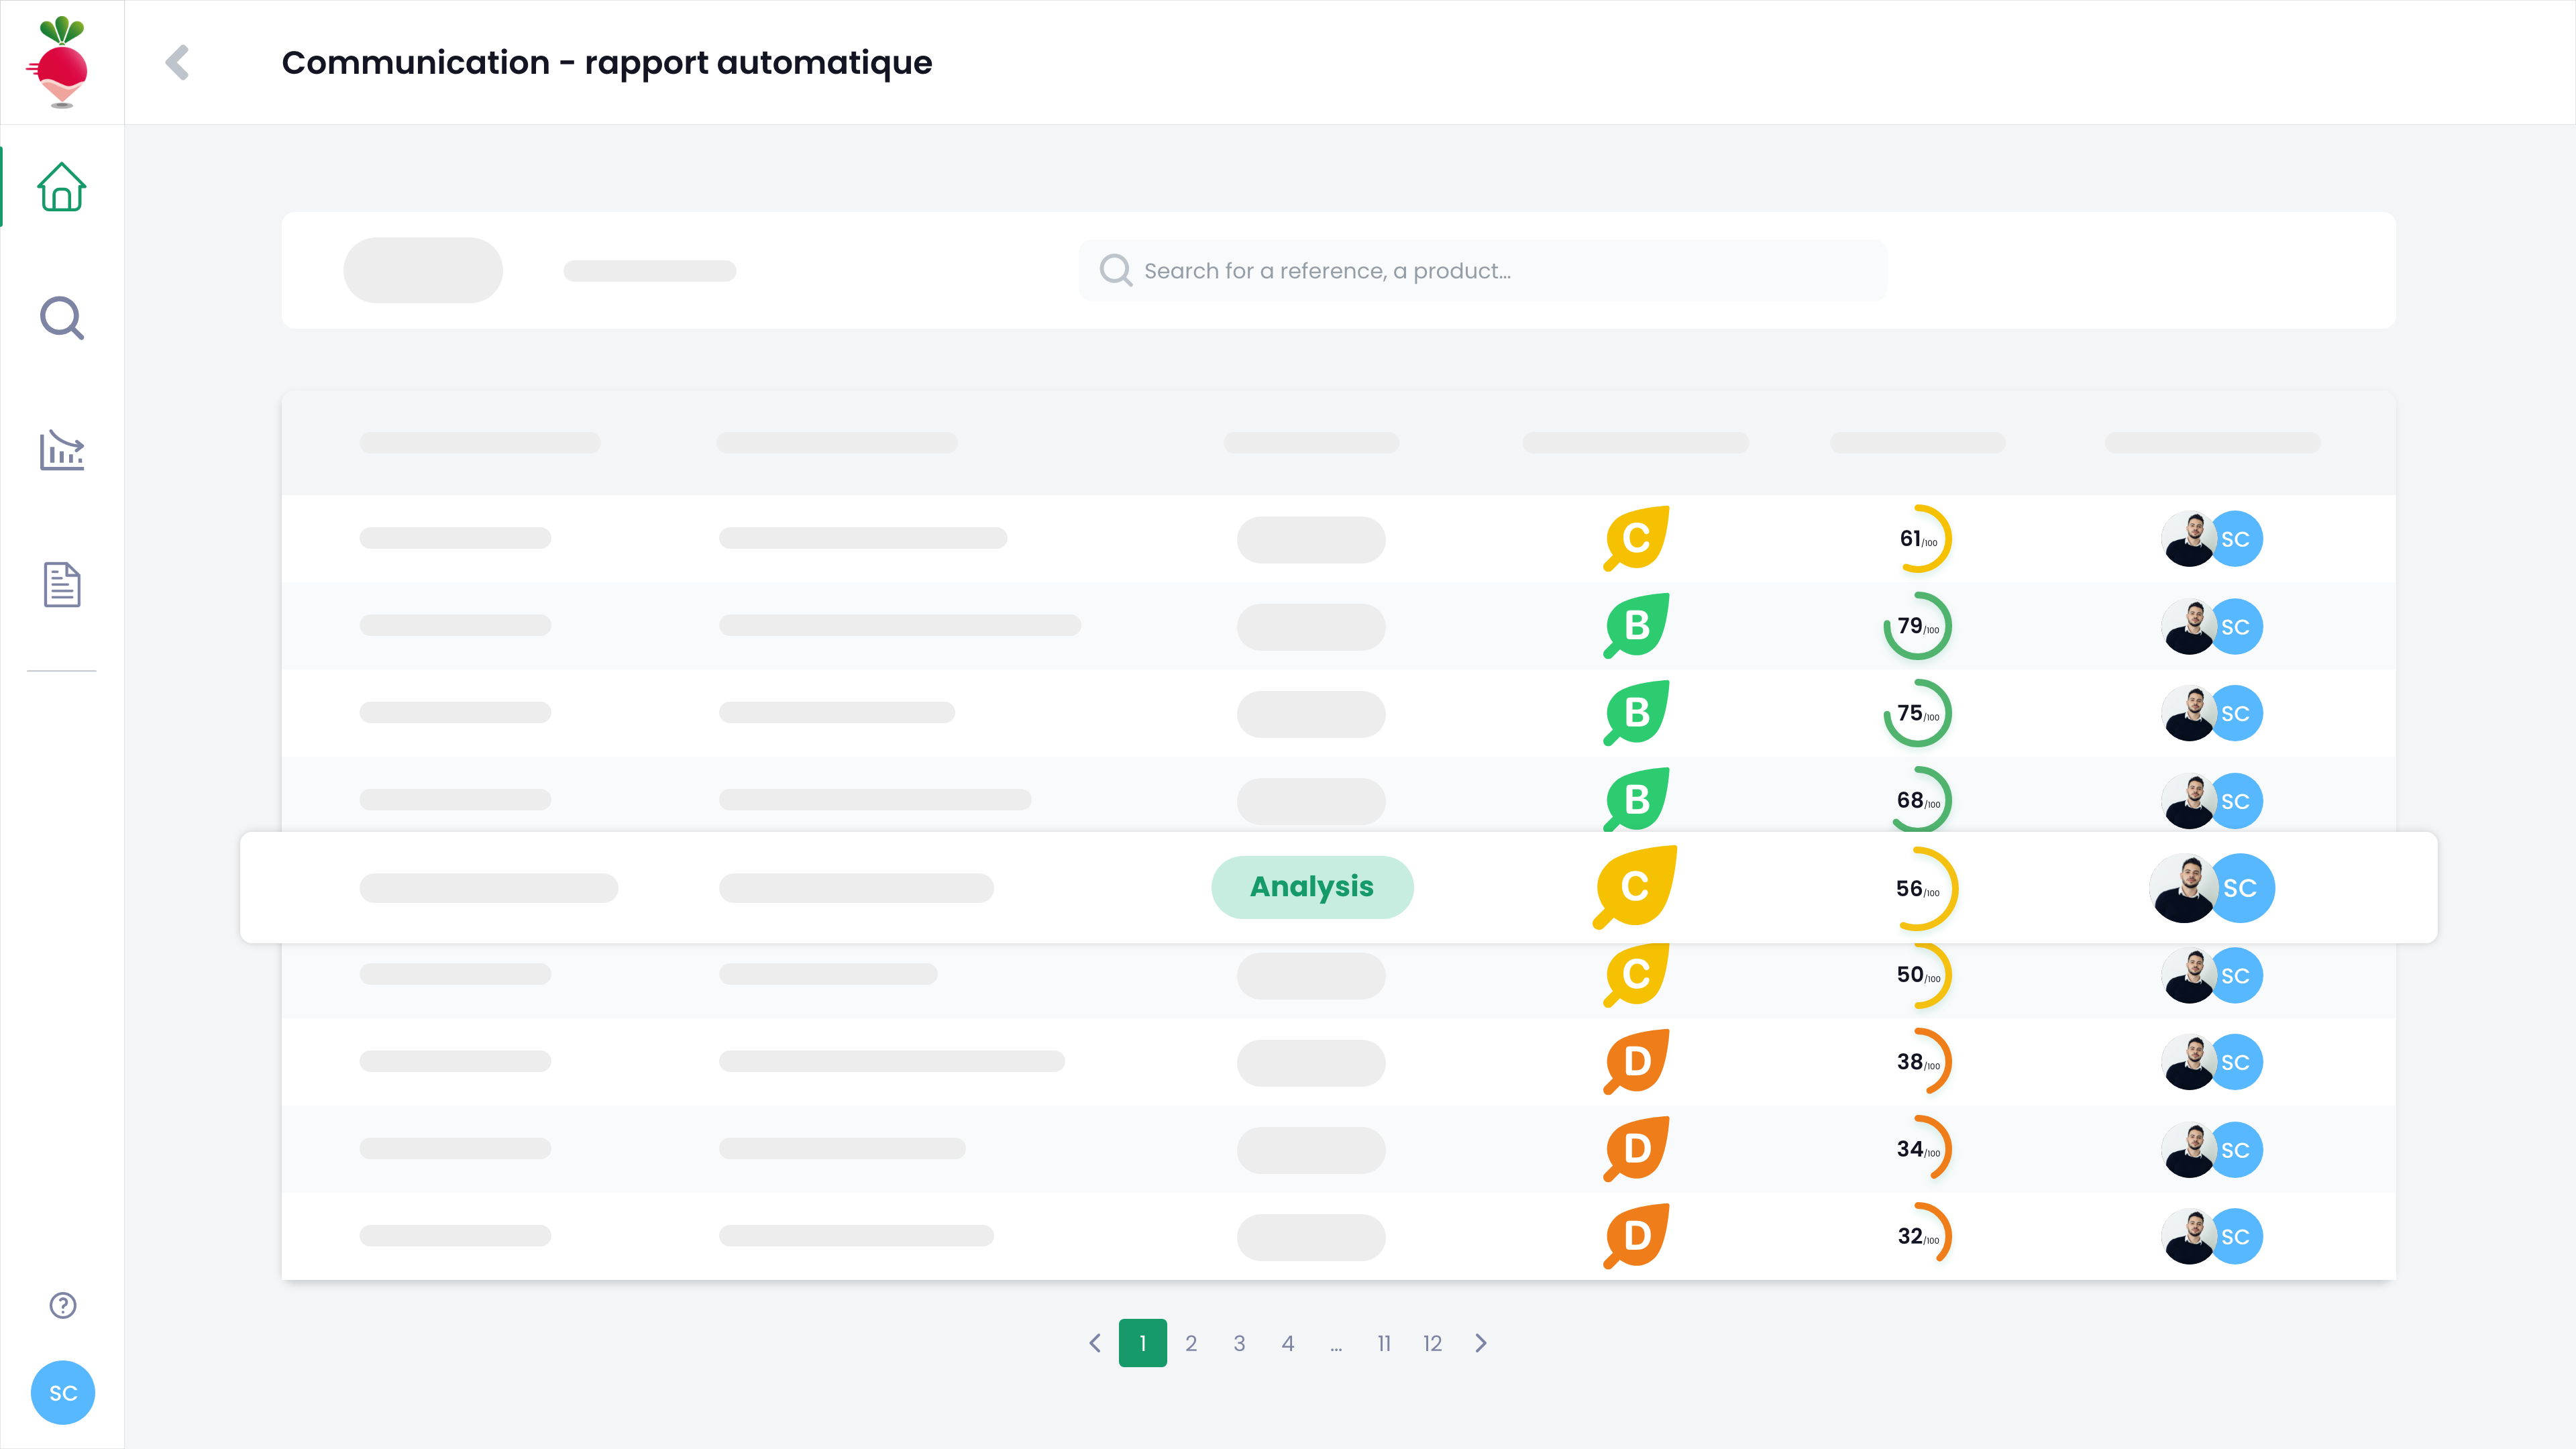 Communication - rapport automatique
Search for a reference, a product...
C 61/100 SC
B 79/100 SC
B 75/100 SC
B 68/100 SC
Analysis C 56/100 SC
C 50/100 SC
D 38/100 SC
D 34/100 SC
D 32/100 SC
?
1 2 3 4 ... 11 12
SC